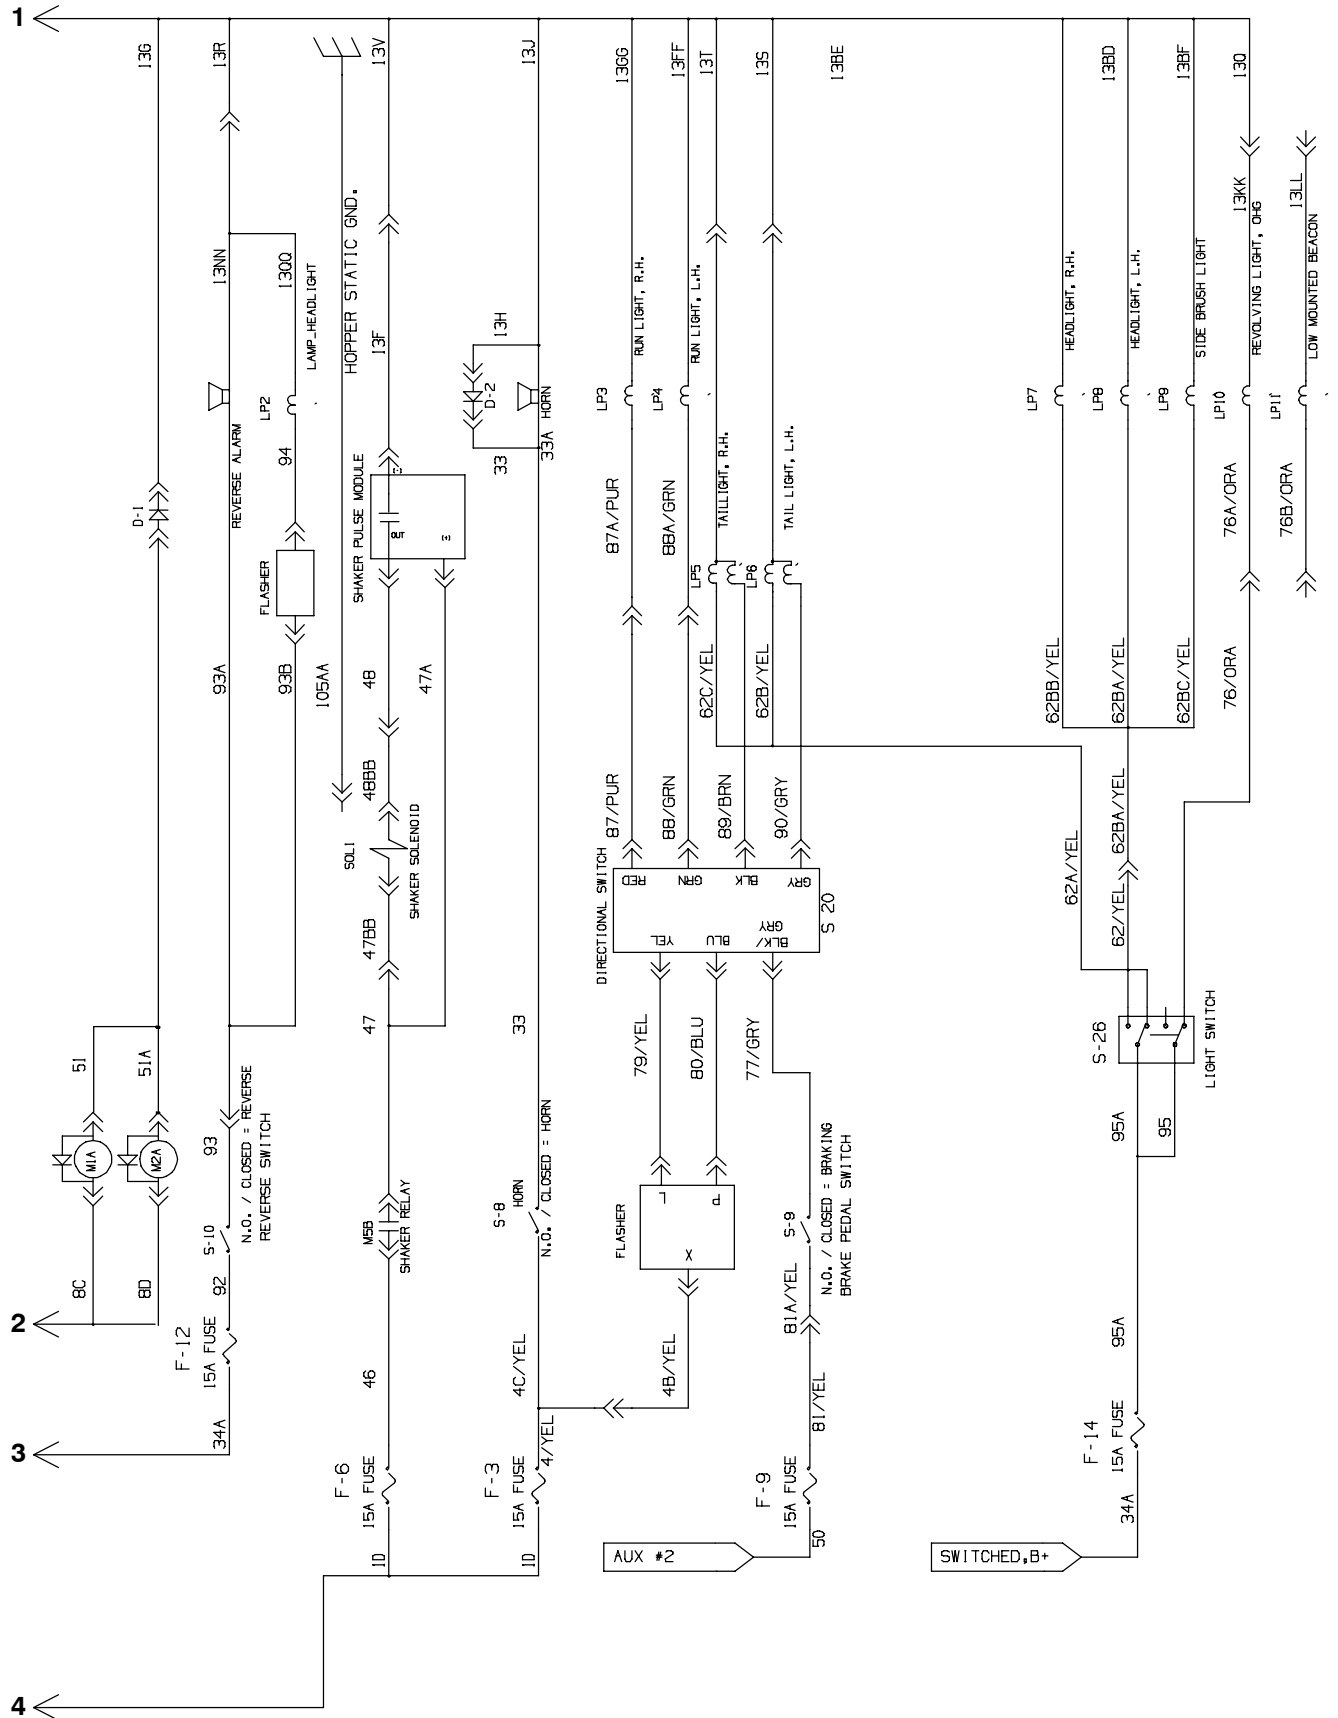 1
13G
13R
13V
13J
13GG
13FF
13T
13S
13BE
13BD
13BF
13Q
13KK
13LL
13NN
13QQ
LAMP_HEADLIGHT
HOPPER STATIC GND.
13F
13H
RUN LIGHT, R.H.
RUN LIGHT, L.H.
HEADLIGHT, R.H.
HEADLIGHT, L.H.
SIDE BRUSH LIGHT
REVOLVING LIGHT, OHG
LOW MOUNTED BEACON
D-1
REVERSE ALARM
LP2
94
SHAKER PULSE MODULE
(-)
OUT
(+)
D-2
HORN
33
33A
LP3
LP4
TAILLIGHT, R.H.
TAIL LIGHT, L.H.
LP7
LP8
LP9
LP10
LP11
87A/PUR
88A/GRN
LP5
LP6
76A/ORA
76B/ORA
FLASHER
93A
93B
105AA
48
47A
62C/YEL
62B/YEL
62BB/YEL
62BA/YEL
62BC/YEL
76/ORA
48BB
SOL1
SHAKER SOLENOID
47BB
87/PUR
88/GRN
89/BRN
90/GRY
DIRECTIONAL SWITCH
RED
GRN
BLK
GRY
YEL
BLU
BLK/
GRY
S 20
62A/YEL
62/YEL
62BA/YEL
51
51A
47
33
79/YEL
80/BLU
77/GRY
S-26
LIGHT SWITCH
M1A
M2A
93
N.O. / CLOSED = REVERSE
REVERSE SWITCH
S-10
M5B
SHAKER RELAY
S-8
HORN
N.O. / CLOSED = HORN
FLASHER
L
P
X
S-9
N.O. / CLOSED = BRAKING
BRAKE PEDAL SWITCH
95A
95
8C
8D
92
2
F-12
15A FUSE
46
4C/YEL
4B/YEL
81A/YEL
95A
3
34A
F-6
15A FUSE
F-3
15A FUSE
4/YEL
81/YEL
F-9
15A FUSE
F-14
15A FUSE
34A
1D
1D
AUX #2
50
SWITCHED,B+
4